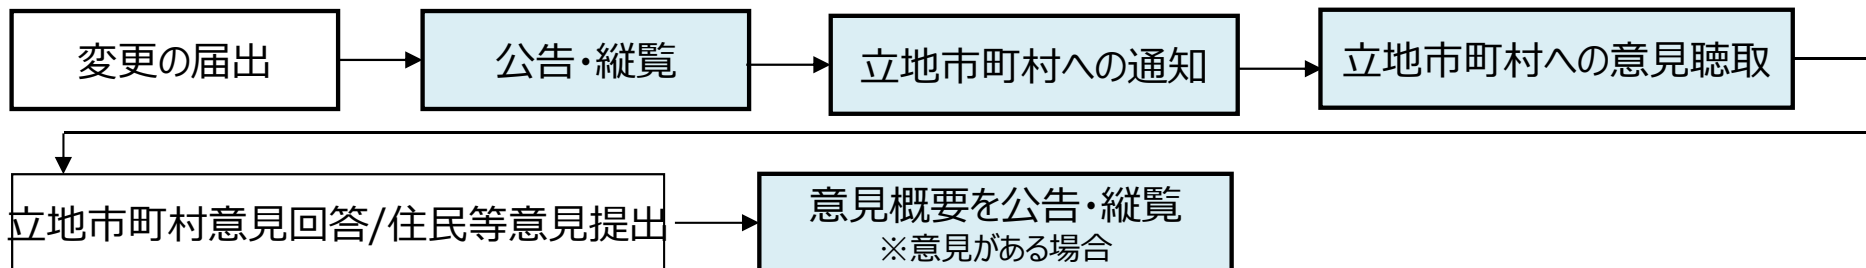 変更の届出
公告・縦覧
立地市町村への通知
立地市町村への意見聴取
立地市町村意見回答/住民等意見提出
意見概要を公告・縦覧
※意見がある場合